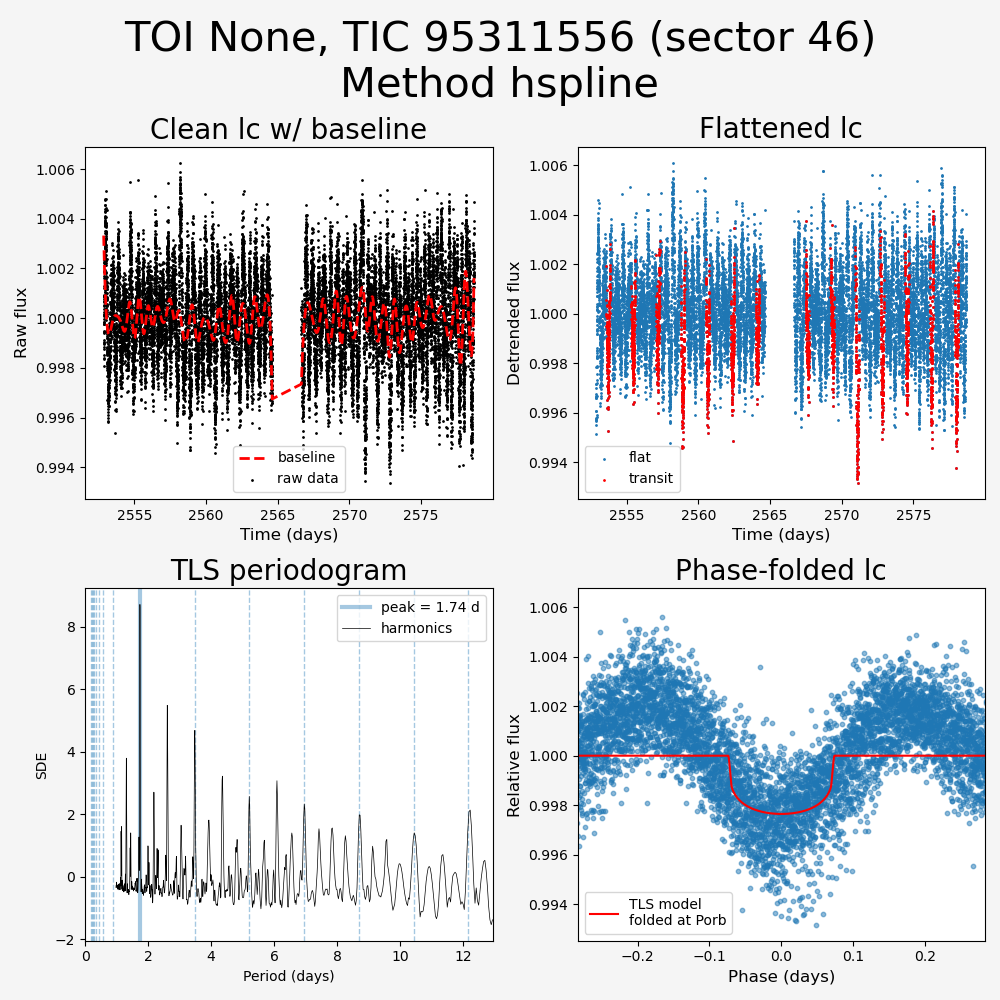 TOI None, TIC 95311556 (sector 46)
Method hspline
Clean lc w/ baseline
Flattened lc
1.006
1.004
1.002
1.000
0.998
0.996
0.994
Raw flux
baseline
raw data
2555
2560
2565
2570
2575
Time (days)
1.006
1.004
1.002
1.000
0.998
0.996
0.994
Detrended flux
flat
transit
2555
2560
2565
2570
2575
Time (days)
TLS periodogram
Phase-folded lc
8
6
4
2
0
−2
SDE
peak = 1.74 d
harmonics
0
2
4
6
8
10
12
Period (days)
1.006
1.004
1.002
1.000
0.998
0.996
0.994
Relative flux
TLS model
folded at Porb
−0.2
−0.1
0.0
0.1
0.2
Phase (days)